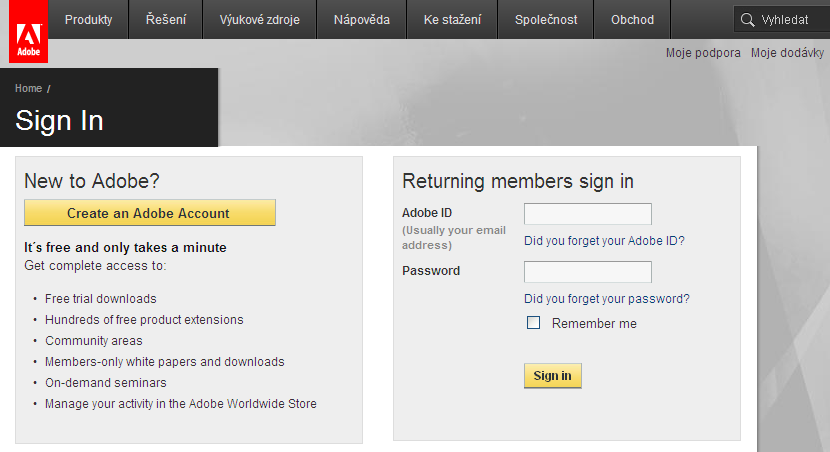 Adobe
Produkty
Řešení
Výukové zdroje
Nápověda
Ke stažení
Společnost
Obchod
Vyhledat
Moje podpora
Moje dodávky
Home /
Sign In
New to Adobe?
Create an Adobe Account
It´s free and only takes a minute
Get complete access to:
• Free trial downloads
• Hundreds of free product extensions
• Community areas
• Members-only white papers and downloads
• On-demand seminars
• Manage your activity in the Adobe Worldwide Store
Returning members sign in
Adobe ID
(Usually your email
address)
Did you forget your Adobe ID?
Password
Did you forget your password?
Remember me
Sign in